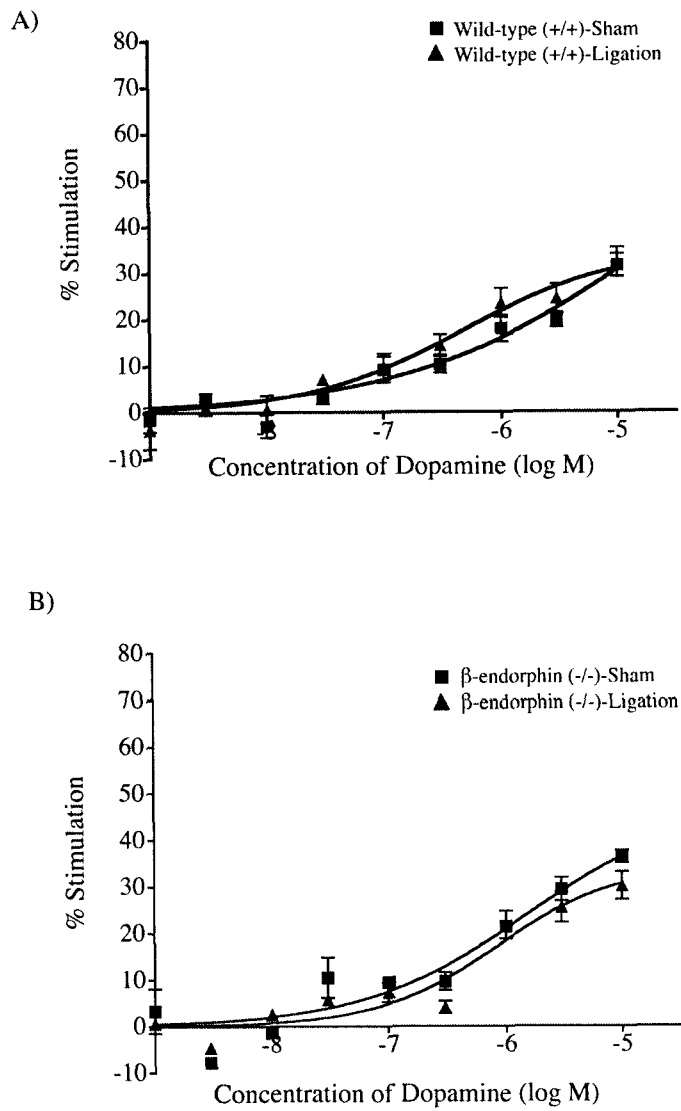 A)
Wild-type (+/+)-Sham
Wild-type (+/+)-Ligation
80
70
60
50
40
30
20
10
0
-10
% Stimulation
-8
-7
-6
-5
Concentration of Dopamine (log M)
B)
β-endorphin (-/-)-Sham
β-endorphin (-/-)-Ligation
80
70
60
50
40
30
20
10
0
-10
% Stimulation
-8
-7
-6
-5
Concentration of Dopamine (log M)